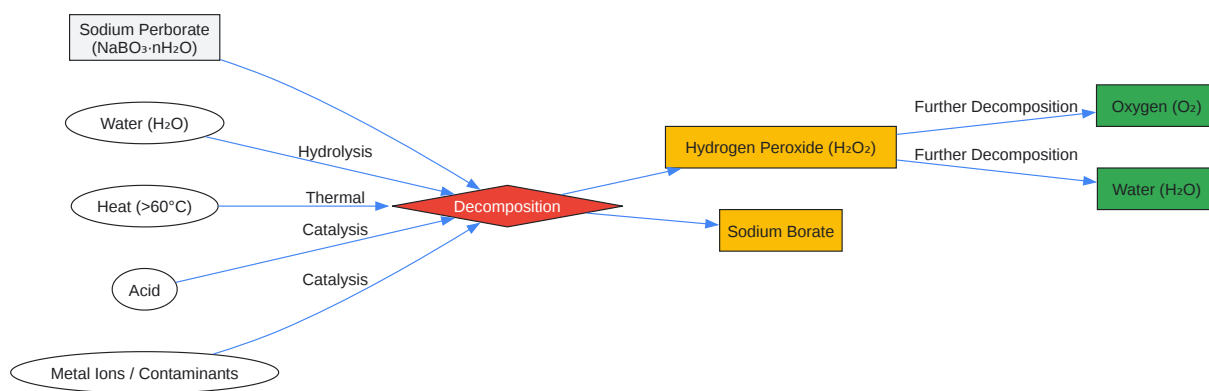 Sodium Perborate
(NaBO₃·nH₂O)
Water (H₂O)
Hydrolysis
Heat (>60°C)
Thermal
Catalysis
Acid
Catalysis
Metal Ions / Contaminants
Decomposition
Hydrogen Peroxide (H₂O₂)
Sodium Borate
Further Decomposition
Oxygen (O₂)
Further Decomposition
Water (H₂O)